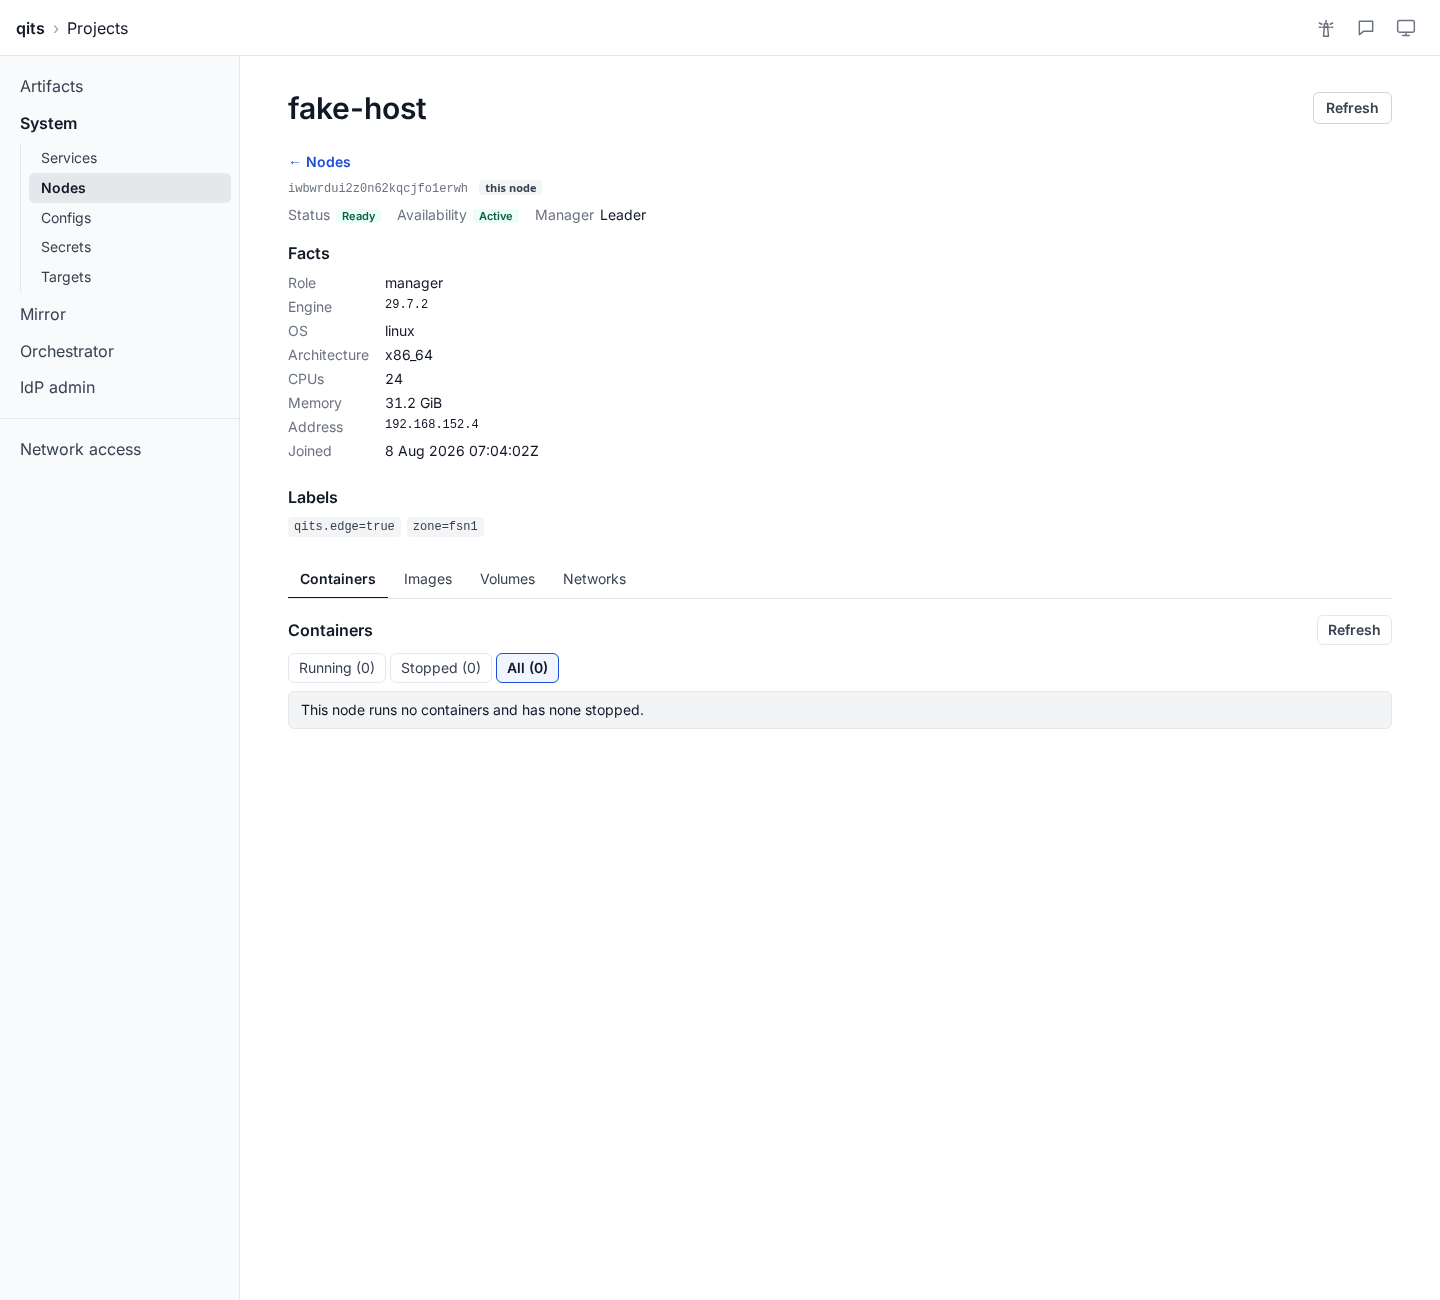 qits › Projects
Artifacts
System
Services
Nodes
Configs
Secrets
Targets
Mirror
Orchestrator
IdP admin
Network access
fake-host
Refresh
← Nodes
iwbwrdui2z0n62kqcjfo1erwh this node
Status Ready Availability Active Manager Leader
Facts
Role manager
Engine 29.7.2
OS linux
Architecture x86_64
CPUs 24
Memory 31.2 GiB
Address 192.168.152.4
Joined 8 Aug 2026 07:04:02Z
Labels
qits.edge=true zone=fsn1
Containers Images Volumes Networks
Containers Refresh
Running (0) Stopped (0) All (0)
This node runs no containers and has none stopped.